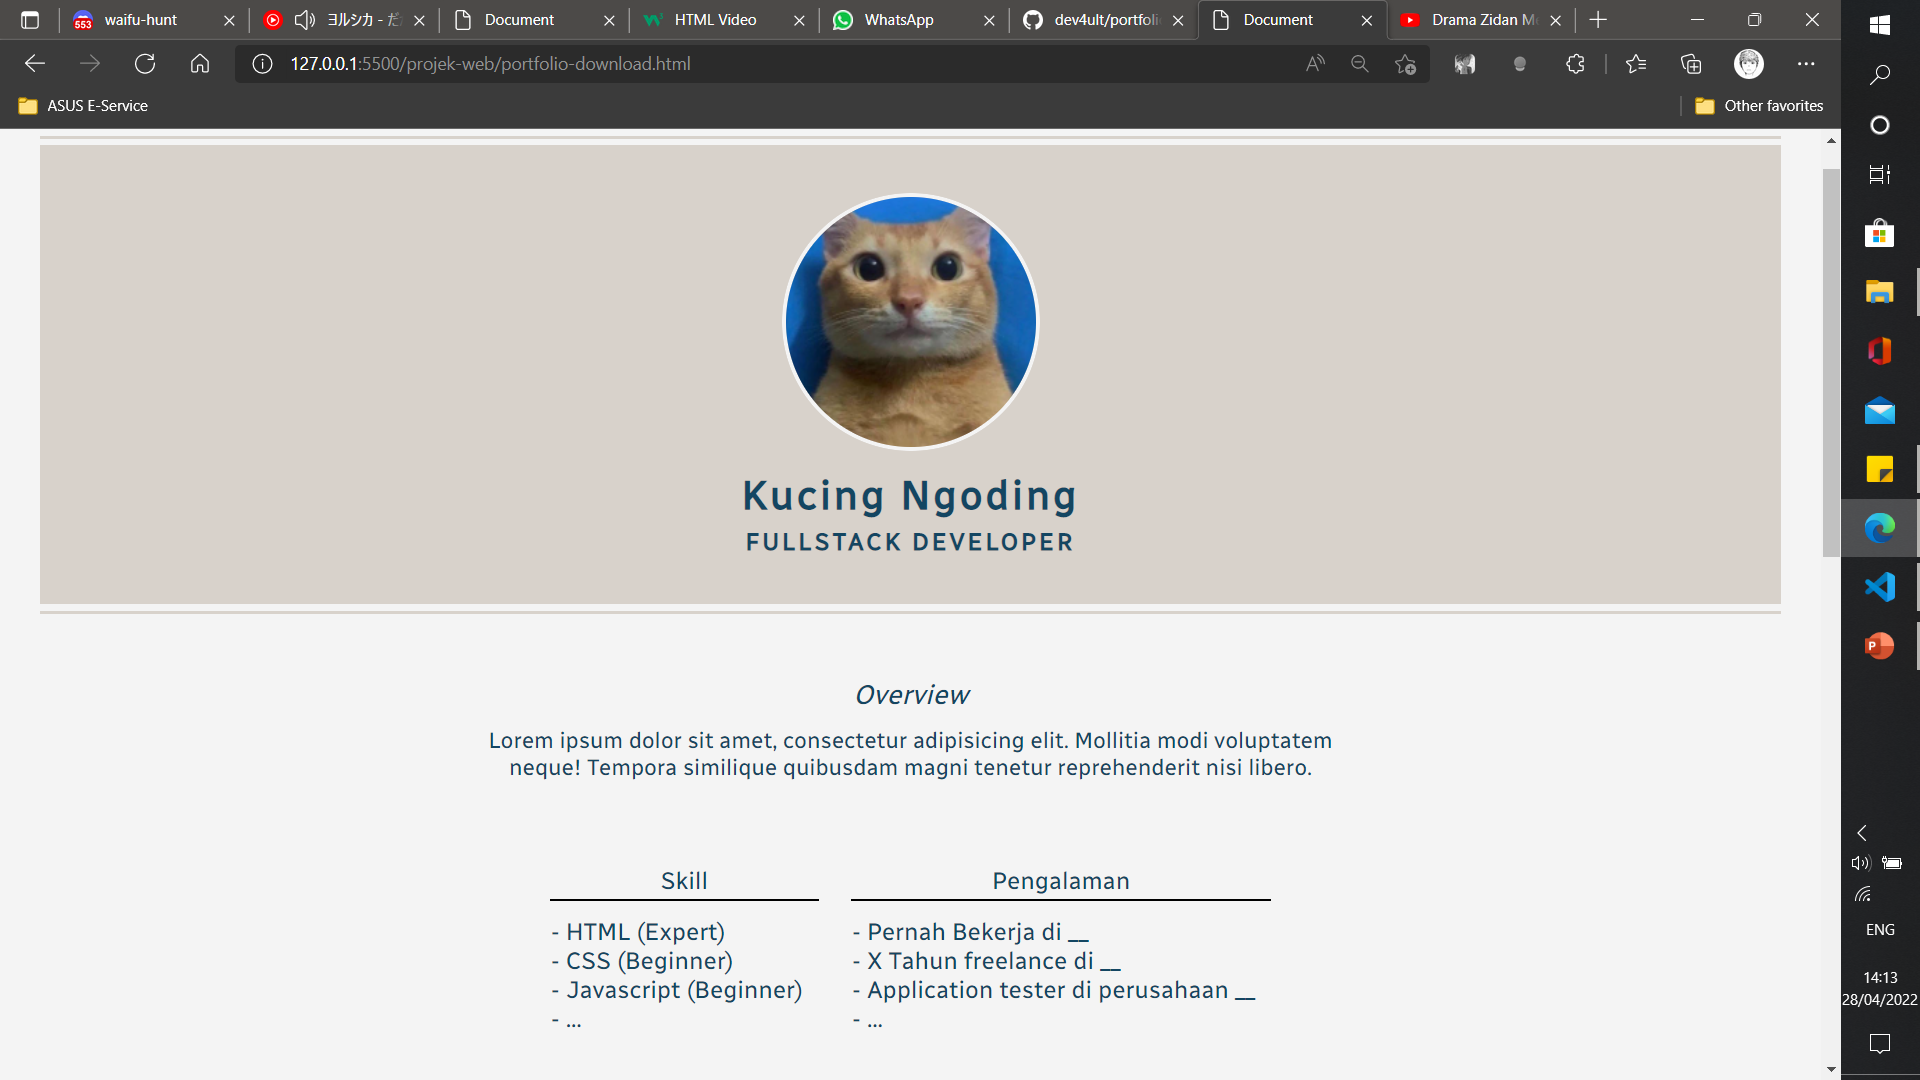 waifu-hunt
553
ヨルシカ - だ
Document
HTML Video
WhatsApp
dev4ult/portfoli
Document
Drama Zidan M
127.0.0.1:5500/projek-web/portfolio-download.html
ASUS E-Service
Other favorites
Kucing Ngoding
FULLSTACK DEVELOPER
Overview
Lorem ipsum dolor sit amet, consectetur adipisicing elit. Mollitia modi voluptatem
neque! Tempora similique quibusdam magni tenetur reprehenderit nisi libero.
Skill
- HTML (Expert)
- CSS (Beginner)
- Javascript (Beginner)
- ...
Pengalaman
- Pernah Bekerja di __
- X Tahun freelance di __
- Application tester di perusahaan __
- ...
ENG
14:13
28/04/2022